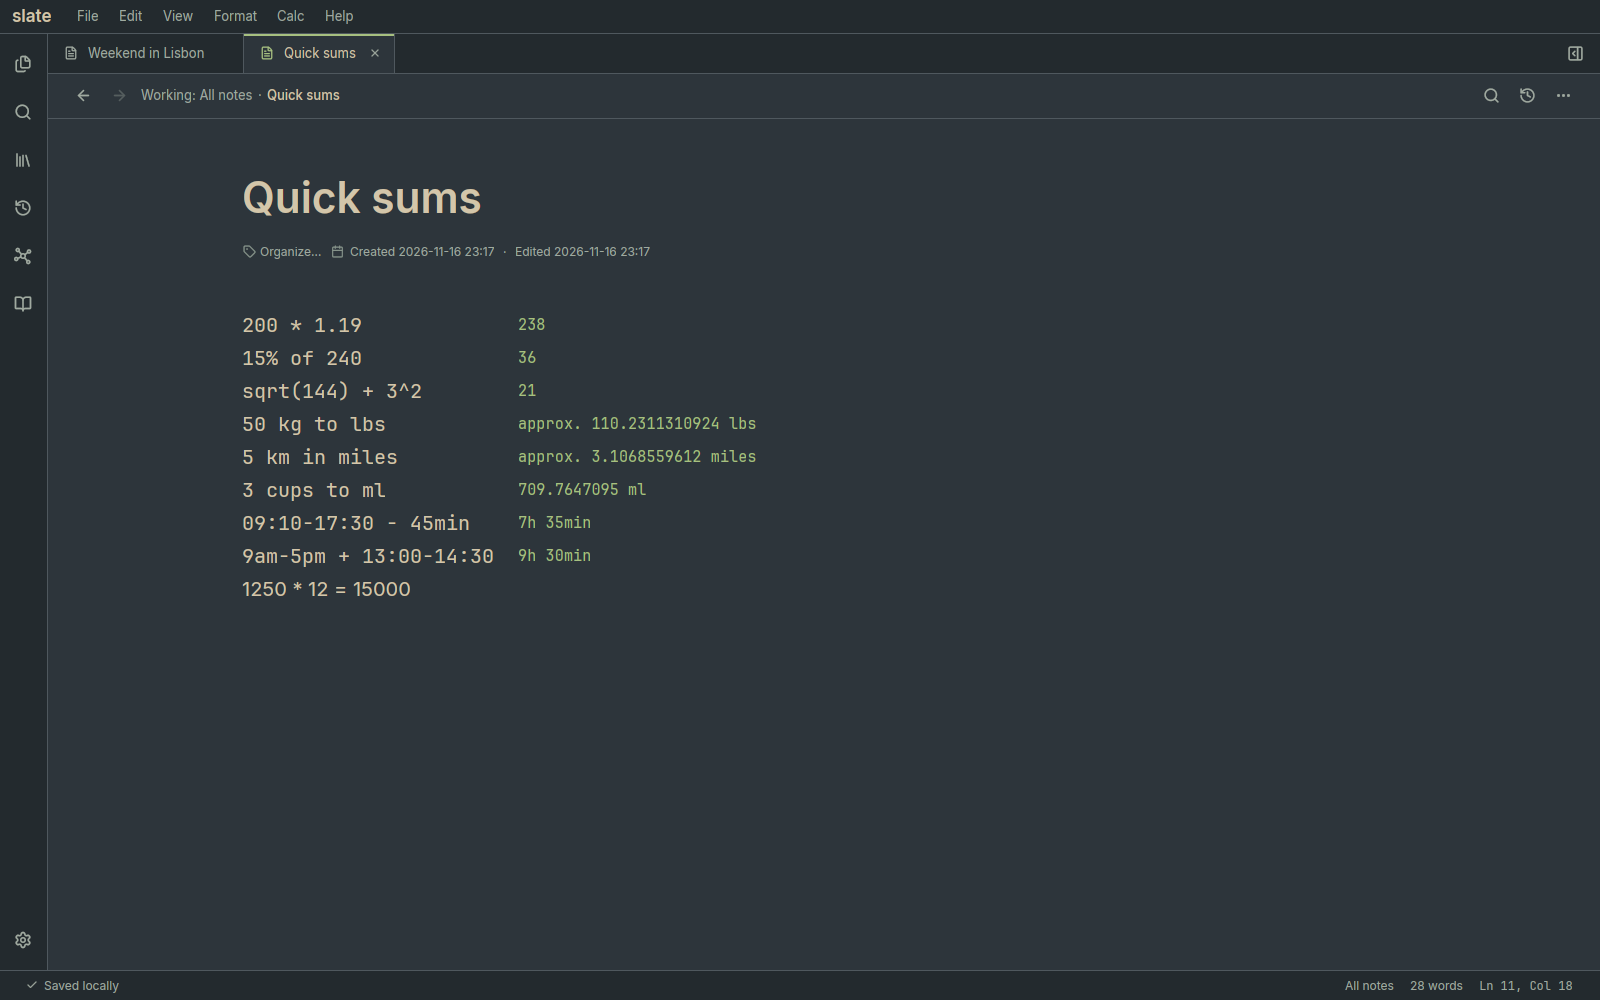 slate File Edit View Format Calc Help
Weekend in Lisbon Quick sums
Working: All notes · Quick sums
Quick sums
Organize... Created 2026-11-16 23:17 · Edited 2026-11-16 23:17
200 * 1.19 238
15% of 240 36
sqrt(144) + 3^2 21
50 kg to lbs approx. 110.2311310924 lbs
5 km in miles approx. 3.1068559612 miles
3 cups to ml 709.7647095 ml
09:10-17:30 - 45min 7h 35min
9am-5pm + 13:00-14:30 9h 30min
1250 * 12 = 15000
Saved locally All notes 28 words Ln 11, Col 18